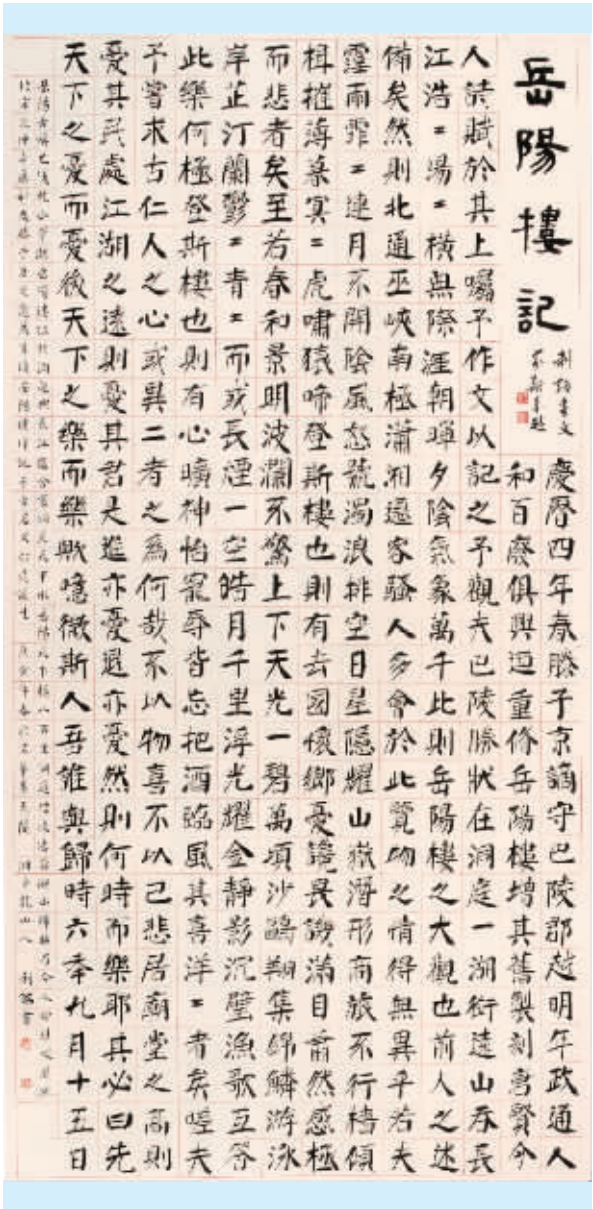 岳陽樓記
慶曆四年春滕子京謫守巴陵郡越明年政通人
和百廢俱興迺重修岳陽樓增其舊製刻唐賢今
人詩賦於其上囑予作文以記之予觀夫巴陵勝狀在洞庭一湖銜遠山吞長
江浩〻湯〻橫無際涯朝暉夕陰氣象萬千此則岳陽樓之大觀也前人之述
備矣然則北通巫峽南極瀟湘遷客騷人多會於此覽物之情得無異乎若夫
霪雨霏〻連月不開陰風怒號濁浪排空日星隱耀山嶽潛形商旅不行檣傾
楫摧薄暮冥〻虎嘯猿啼登斯樓也則有去國懷鄉憂讒畏譏滿目蕭然感極
而悲者矣至若春和景明波瀾不驚上下天光一碧萬頃沙鷗翔集錦鱗游泳
岸芷汀蘭鬱〻青〻而或長煙一空皓月千里浮光耀金靜影沉璧漁歌互答
此樂何極登斯樓也則有心曠神怡寵辱皆忘把酒臨風其喜洋〻者矣嗟夫
予嘗求古仁人之心或異二者之為何哉不以物喜不以己悲居廟堂之高則
憂其民處江湖之遠則憂其君是進亦憂退亦憂然則何時而樂耶其必曰先
天下之憂而憂後天下之樂而樂歟噫微斯人吾誰與歸時六年九月十五日